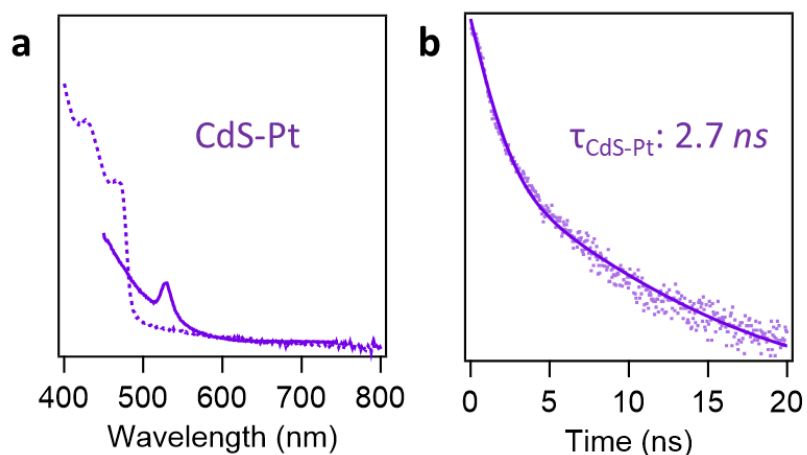 a
CdS-Pt
400 500 600 700 800
Wavelength (nm)
b
τCdS-Pt: 2.7 ns
0 5 10 15 20
Time (ns)